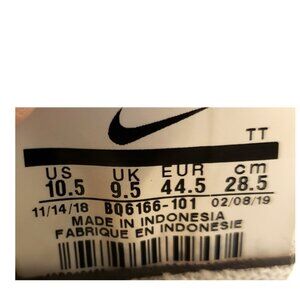 TT
US UK EUR cm
10.5 9.5 44.5 28.5
11/14/18 BQ6166-101 02/08/19
MADE IN INDONESIA
FABRIQUE EN INDONESIE